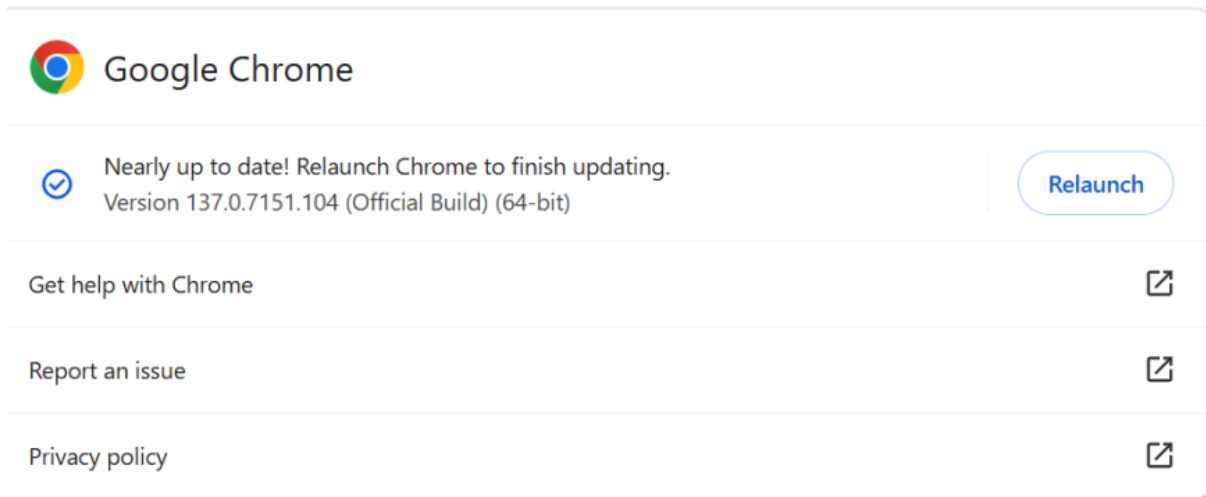 Google Chrome
Nearly up to date! Relaunch Chrome to finish updating.
Version 137.0.7151.104 (Official Build) (64-bit)
Relaunch
Get help with Chrome
Report an issue
Privacy policy